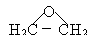 O
H₂C - CH₂